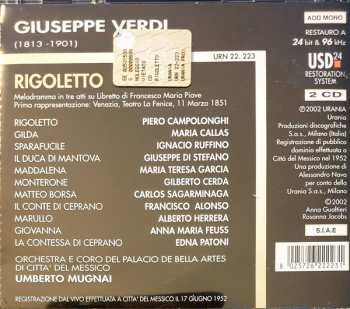 GIUSEPPE VERDI
(1813 -1901)
URN 22. 223
RIGOLETTO
Melodramma in tre atti su Libretto di Francesco Maria Piave
Prima rappresentazione: Venezia, Teatro La Fenice, 11 Marzo 1851
RIGOLETTO PIERO CAMPOLONGHI
GILDA MARIA CALLAS
SPARAFUCILE IGNACIO RUFFINO
IL DUCA DI MANTOVA GIUSEPPE DI STEFANO
MADDALENA MARIA TERESA GARCIA
MONTERONE GILBERTO CERDA
MATTEO BORSA CARLOS SAGARMINAGA
IL CONTE DI CEPRANO FRANCISCO ALONSO
MARULLO ALBERTO HERRERA
GIOVANNA ANNA MARIA FEUSS
LA CONTESSA DI CEPRANO EDNA PATONI
ORCHESTRA E CORO DEL PALACIO DE BELLA ARTES
DI CITTA' DEL MESSICO
UMBERTO MUGNAI
REGISTRAZIONE DAL VIVO EFFETTUATA A CITTA' DEL MESSICO IL 17 GIUGNO 1952
ADD MONO
RESTAURO A
24 bit & 96 kHz
USD24
RESTORATION
SYSTEM
2 CD
©2002 URANIA
Produzioni discografiche
S.a.s., Milano (Italia)
Registrazione di pubblico
dominio effettuata a
Città del Messico nel 1952
Una produzione di
Alessandro Nava
per conto della
Urania S.a.s., Milano
©2002
Anna Gualtieri
Rosanna Jacobs
S.I.A.E
8 025726 222231